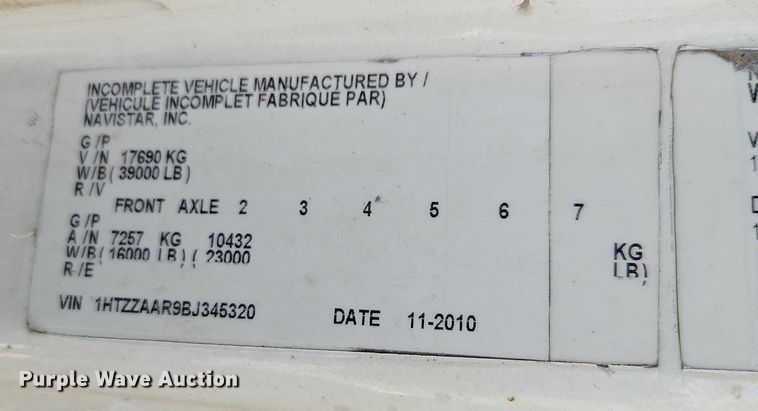 INCOMPLETE VEHICLE MANUFACTURED BY /
(VEHICULE INCOMPLET FABRIQUE PAR)
NAVISTAR, INC.
G /P
V /N 17690 KG
W/B( 39000 LB)
R /V
FRONT AXLE 2 3 4 5 6 7
G /P
A /N 7257 KG 10432 KG
W/B( 16000 LB) ( 23000 LB)
R /E
VIN 1HTZZAAR9BJ345320 DATE 11-2010
Purple Wave Auction